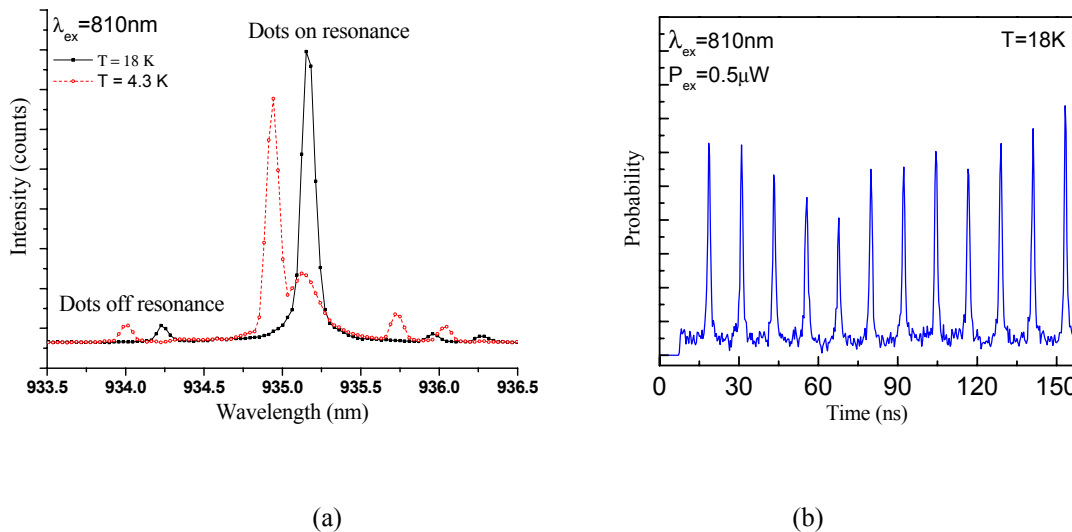 λex=810nm
Dots on resonance
T = 18 K
T = 4.3 K
Dots off resonance
Intensity (counts)
933.5 934.0 934.5 935.0 935.5 936.0 936.5
Wavelength (nm)
(a)
λex=810nm
T=18K
Pex=0.5μW
Probability
0 30 60 90 120 150
Time (ns)
(b)